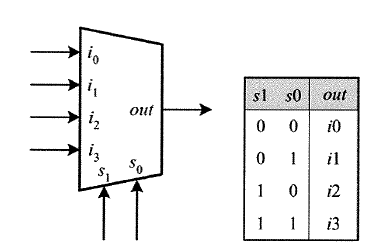 i0
i1
i2
i3
out
s1 s0
s1 s0 out
0 0 i0
0 1 i1
1 0 i2
1 1 i3